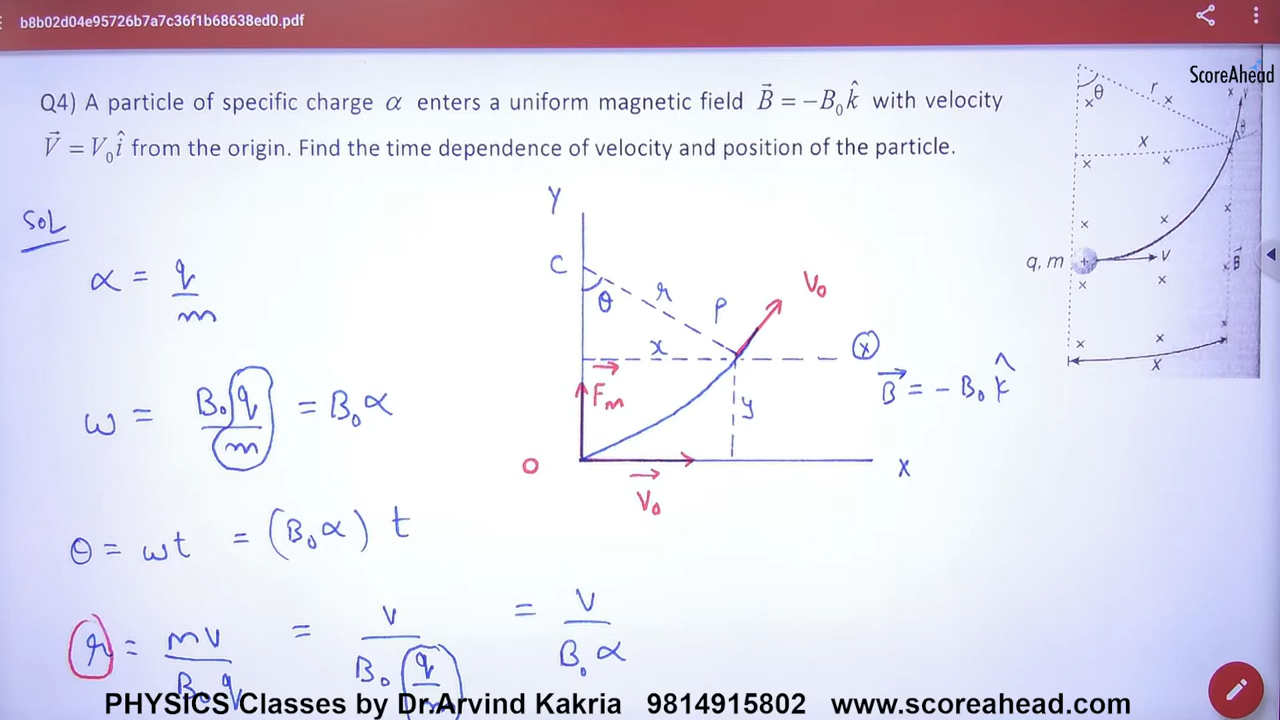 b8b02d04e95726b7a7c36f1b68638ed0.pdf
ScoreAhead
Q4) A particle of specific charge α enters a uniform magnetic field B⃗ = −B₀k̂ with velocity
V⃗ = V₀î from the origin. Find the time dependence of velocity and position of the particle.
SOL
α = q/m
ω = B₀q/m = B₀α
θ = ωt = (B₀α) t
r = mv/B₀q = v/B₀(q/m) = v/B₀α
Y
C
θ
r
P
V₀
x
⊗
F⃗m
y
B⃗ = − B₀ k̂
O
V⃗₀
X
θ
r
x
x
v
θ
x
x
X
x
x
x
x
q, m
+
V
x
B⃗
x
x
x
x
x
X
PHYSICS Classes by Dr.Arvind Kakria 9814915802 www.scoreahead.com